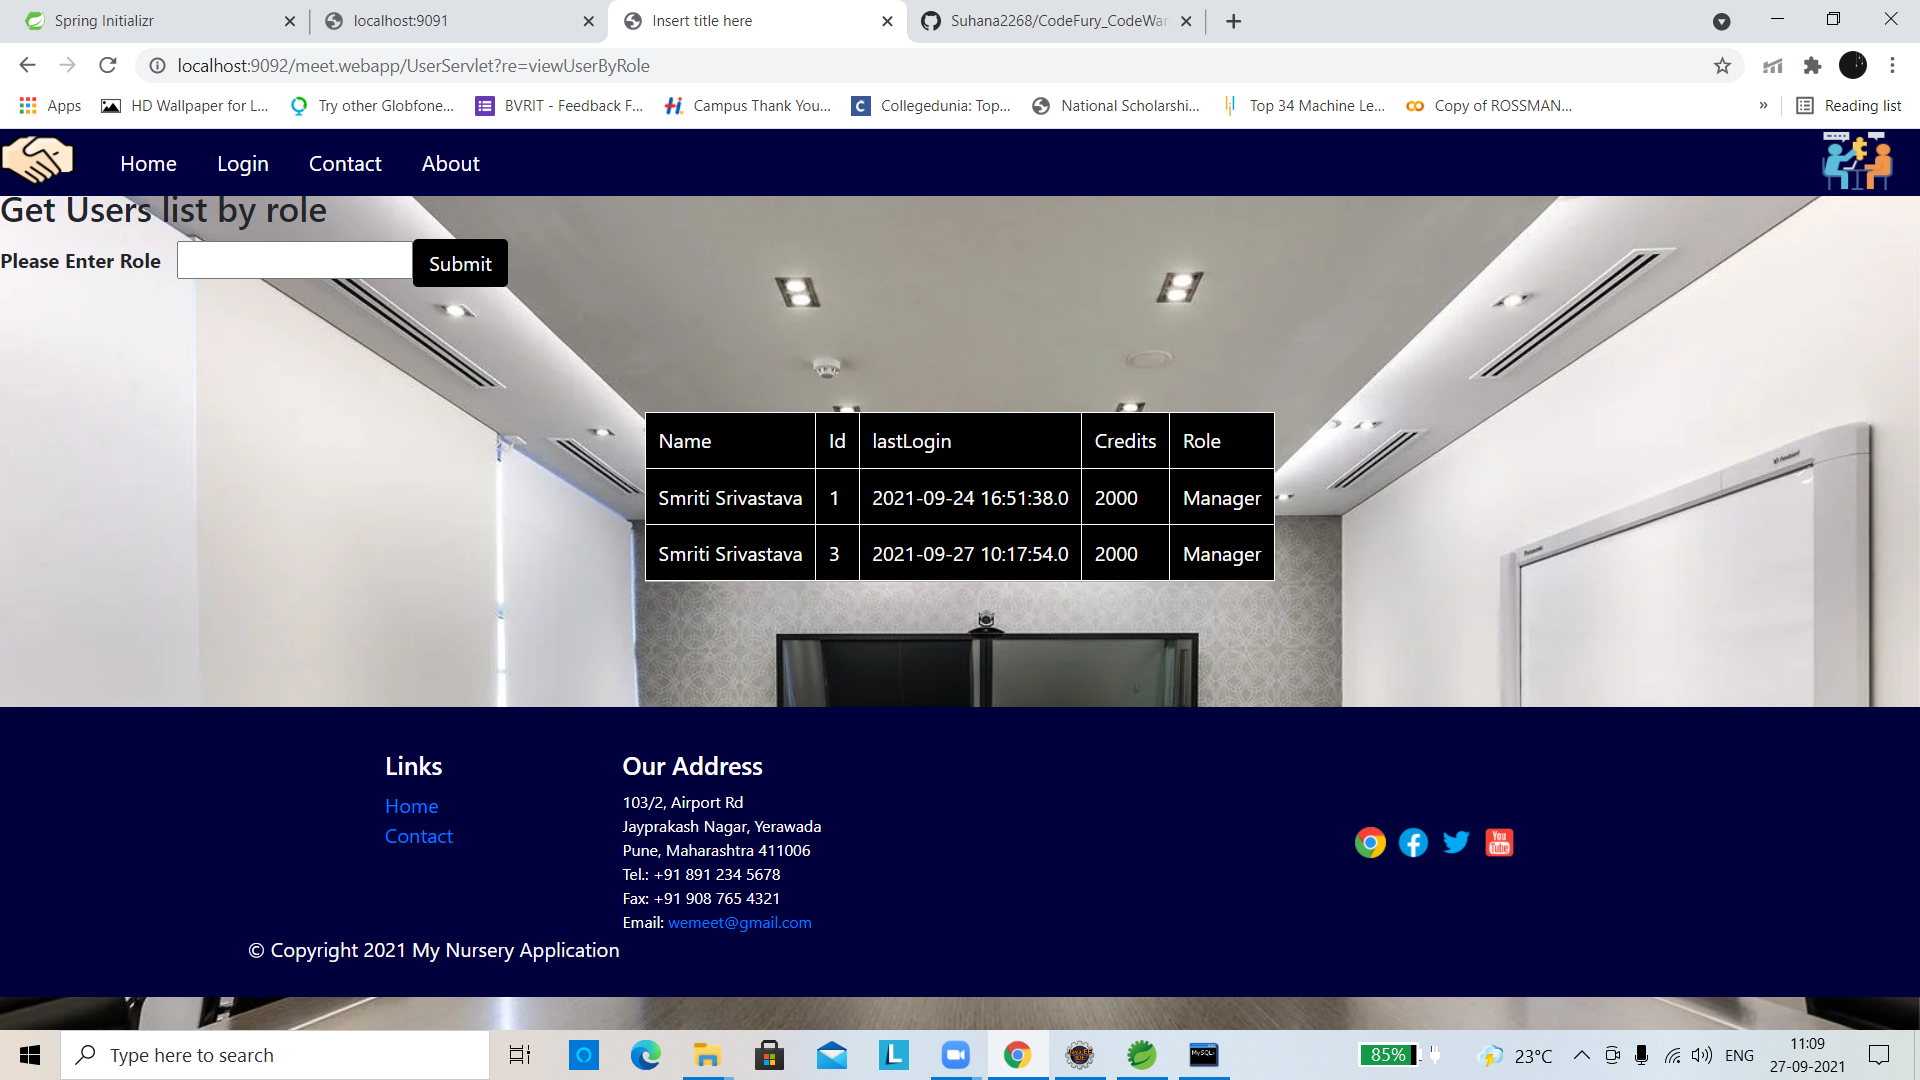 Spring Initializr
localhost:9091
Insert title here
Suhana2268/CodeFury_CodeWar
localhost:9092/meet.webapp/UserServlet?re=viewUserByRole
Apps
HD Wallpaper for L...
Try other Globfone...
BVRIT - Feedback F...
Campus Thank You...
Collegedunia: Top...
National Scholarshi...
Top 34 Machine Le...
Copy of ROSSMAN...
»
Reading list
Home Login Contact About
Get Users list by role
Please Enter Role Submit
Name Id lastLogin Credits Role
Smriti Srivastava 1 2021-09-24 16:51:38.0 2000 Manager
Smriti Srivastava 3 2021-09-27 10:17:54.0 2000 Manager
Links
Home
Contact
Our Address
103/2, Airport Rd
Jayprakash Nagar, Yerawada
Pune, Maharashtra 411006
Tel.: +91 891 234 5678
Fax: +91 908 765 4321
Email: wemeet@gmail.com
You
Tube
© Copyright 2021 My Nursery Application
Type here to search
85%
23°C
ENG
11:09
27-09-2021